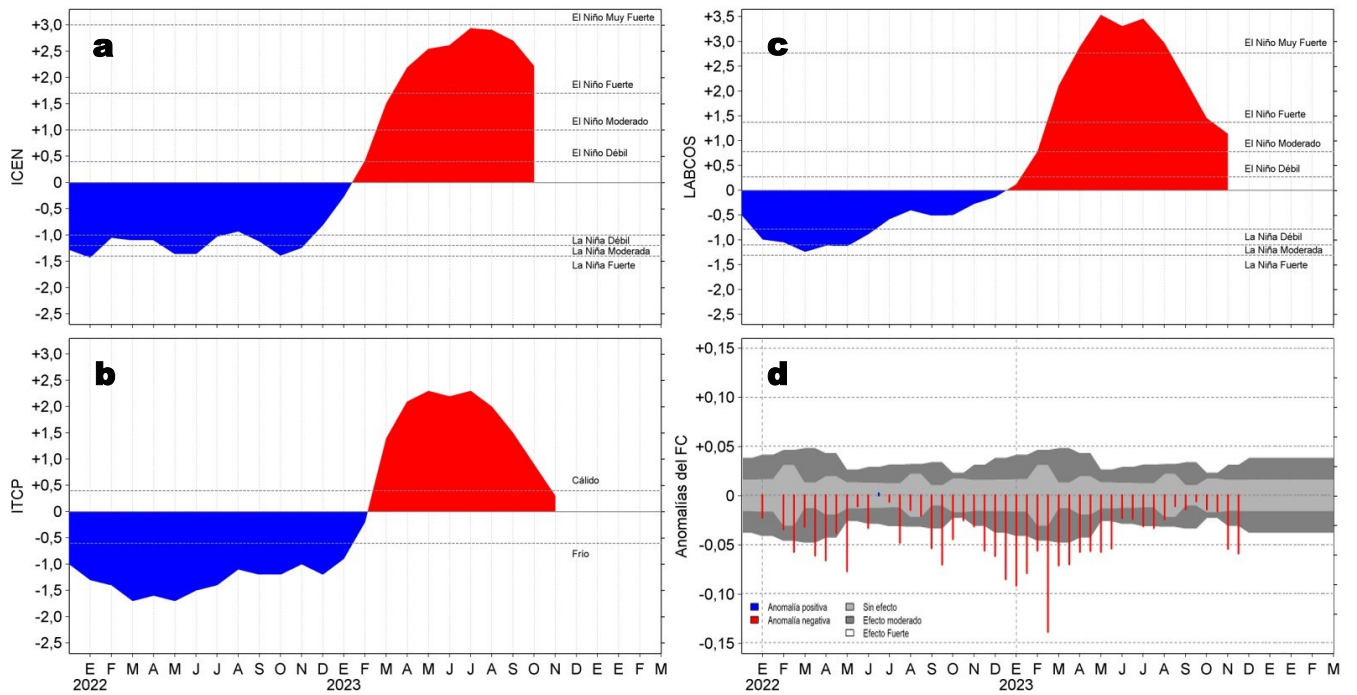 a
ICEN
+3,0
+2,5
+2,0
+1,5
+1,0
+0,5
0
-0,5
-1,0
-1,5
-2,0
-2,5
El Niño Muy Fuerte
El Niño Fuerte
El Niño Moderado
El Niño Débil
La Niña Débil
La Niña Moderada
La Niña Fuerte
c
LABCOS
+3,5
+3,0
+2,5
+2,0
+1,5
+1,0
+0,5
0
-0,5
-1,0
-1,5
-2,0
-2,5
El Niño Muy Fuerte
El Niño Fuerte
El Niño Moderado
El Niño Débil
La Niña Débil
La Niña Moderada
La Niña Fuerte
b
ITCP
+3,0
+2,5
+2,0
+1,5
+1,0
+0,5
0
-0,5
-1,0
-1,5
-2,0
-2,5
Cálido
Frío
E F M A M J J A S O N D E F M A M J J A S O N D E F M
2022 2023
d
Anomalías del FC
+0,15
+0,10
+0,05
0
-0,05
-0,10
-0,15
Anomalía positiva
Anomalía negativa
Sin efecto
Efecto moderado
Efecto Fuerte
E F M A M J J A S O N D E F M A M J J A S O N D E E F M
2022 2023